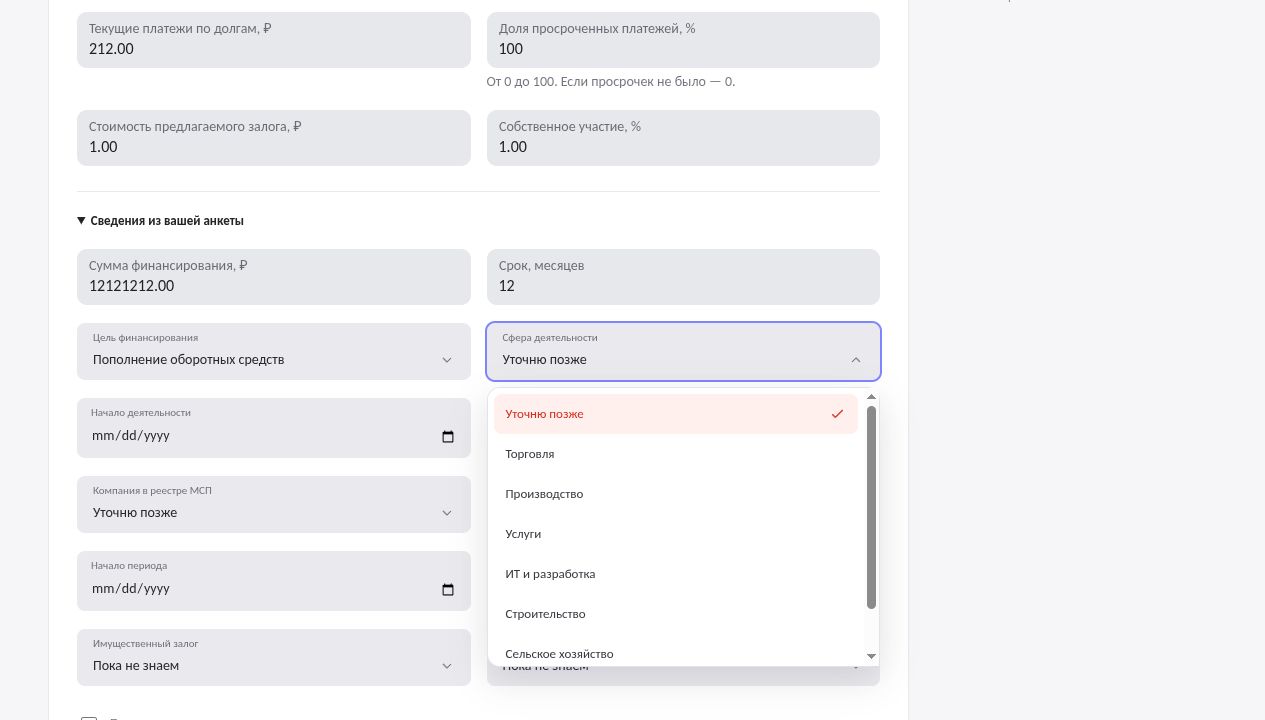 Текущие платежи по долгам, ₽
212.00
Доля просроченных платежей, %
100
От 0 до 100. Если просрочек не было — 0.
Стоимость предлагаемого залога, ₽
1.00
Собственное участие, %
1.00
▼ Сведения из вашей анкеты
Сумма финансирования, ₽
12121212.00
Срок, месяцев
12
Цель финансирования
Пополнение оборотных средств
Сфера деятельности
Уточню позже
Начало деятельности
mm/dd/yyyy
Компания в реестре МСП
Уточню позже
Начало периода
mm/dd/yyyy
Имущественный залог
Пока не знаем
Уточню позже
Торговля
Производство
Услуги
ИТ и разработка
Строительство
Сельское хозяйство
Пока не знаем